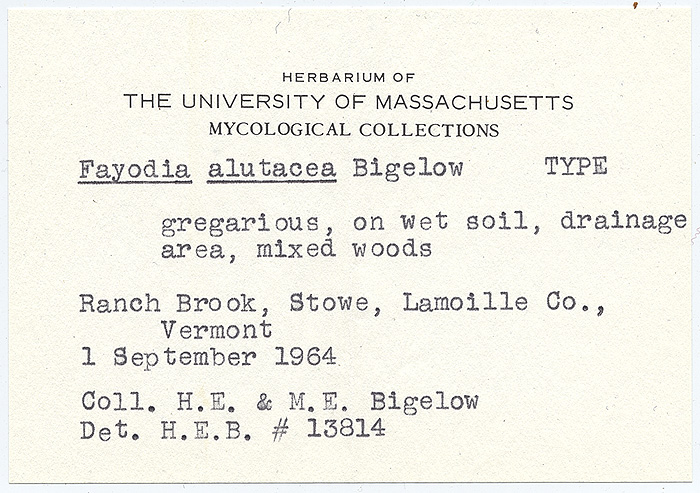 HERBARIUM OF
THE UNIVERSITY OF MASSACHUSETTS
MYCOLOGICAL COLLECTIONS
Fayodia alutacea Bigelow TYPE
gregarious, on wet soil, drainage
area, mixed woods
Ranch Brook, Stowe, Lamoille Co.,
Vermont
1 September 1964
Coll. H.E. & M.E. Bigelow
Det. H.E.B. # 13814